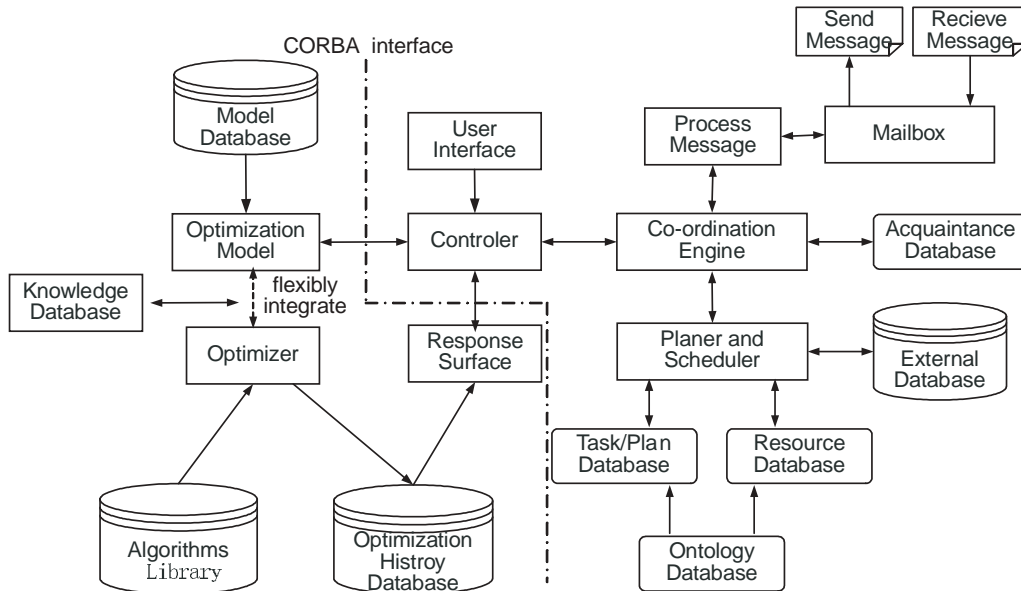 Send
Message
Recieve
Message
CORBA interface
Model
Database
User
Interface
Process
Message
Mailbox
Optimization
Model
Controler
Co-ordination
Engine
Acquaintance
Database
Knowledge
Database
flexibly
integrate
Optimizer
Response
Surface
Planer and
Scheduler
External
Database
Task/Plan
Database
Resource
Database
Algorithms
Library
Optimization
Histroy
Database
Ontology
Database